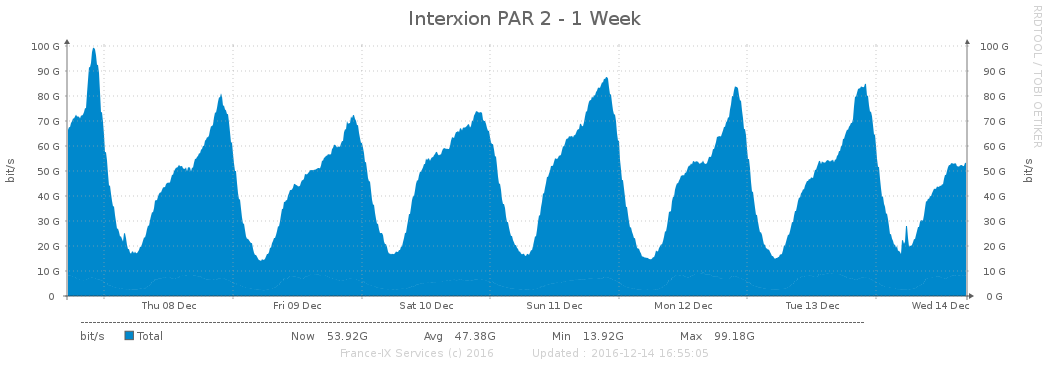 Interxion PAR 2 - 1 Week
RRDTOOL / TOBI OETIKER
100 G 100 G
90 G 90 G
80 G 80 G
70 G 70 G
60 G 60 G
50 G 50 G
40 G 40 G
30 G 30 G
20 G 20 G
10 G 10 G
0 0 G
bit/s bit/s
Thu 08 Dec Fri 09 Dec Sat 10 Dec Sun 11 Dec Mon 12 Dec Tue 13 Dec Wed 14 Dec
bit/s Total Now 53.92G Avg 47.38G Min 13.92G Max 99.18G
France-IX Services (c) 2016 Updated : 2016-12-14 16:55:05